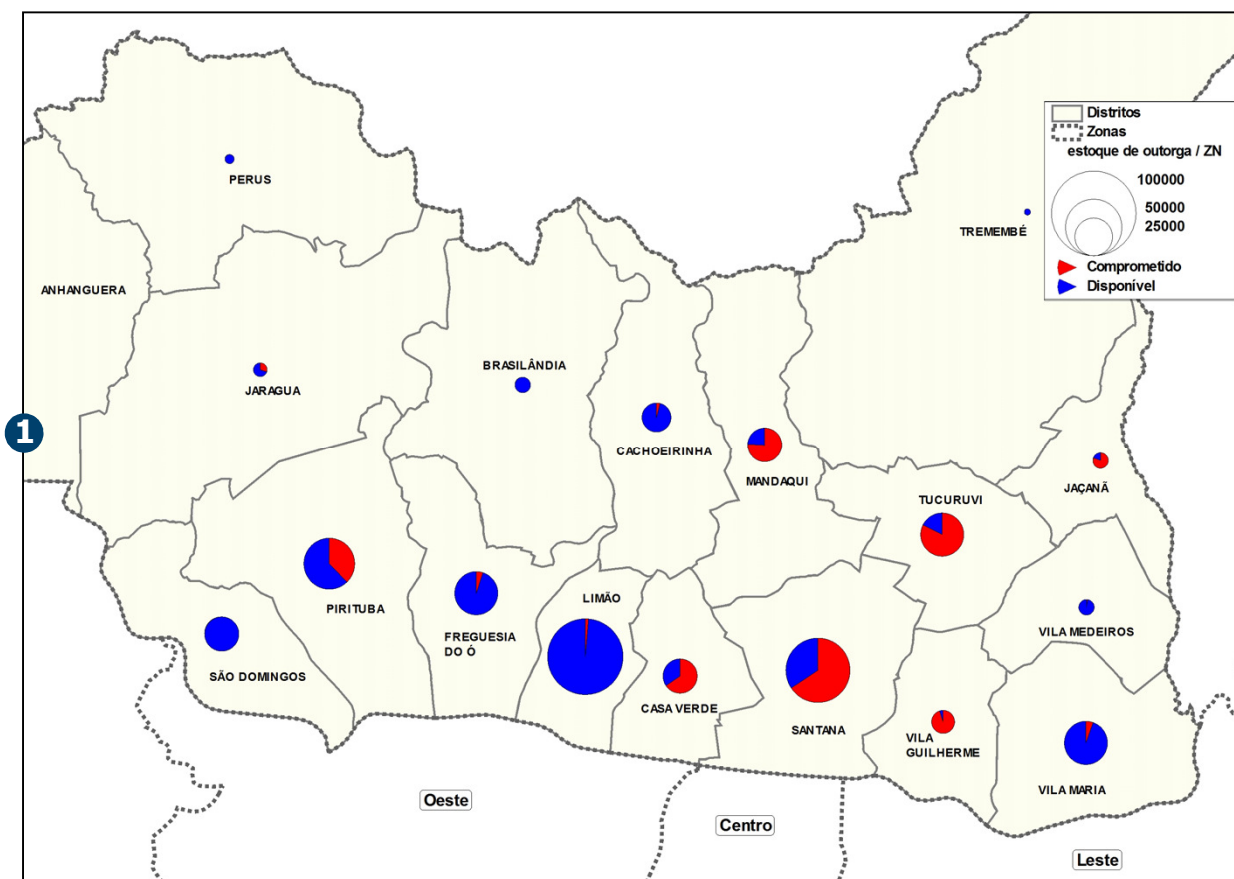 Distritos
Zonas
estoque de outorga / ZN
100000
50000
25000
Comprometido
Disponível
PERUS
TREMEMBÉ
ANHANGUERA
BRASILÂNDIA
JARAGUA
1
CACHOEIRINHA
MANDAQUI
JAÇANÃ
TUCURUVI
LIMÃO
PIRITUBA
FREGUESIA
DO Ó
VILA MEDEIROS
SÃO DOMINGOS
CASA VERDE
SANTANA
VILA
GUILHERME
VILA MARIA
Oeste
Centro
Leste